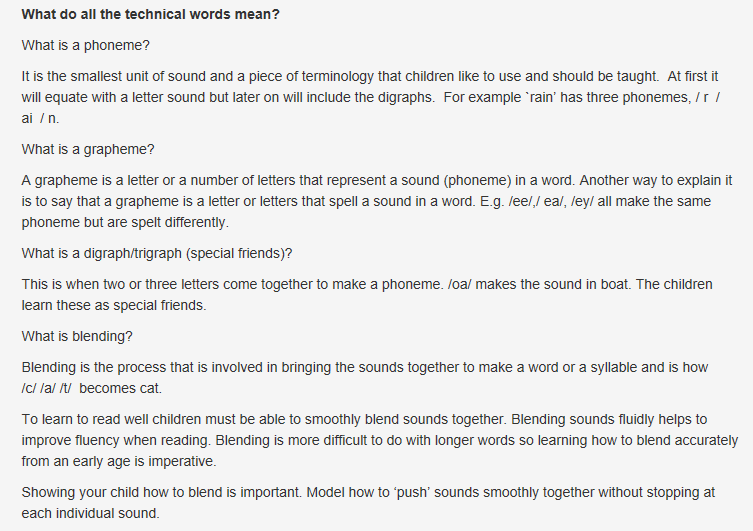 What do all the technical words mean?
What is a phoneme?
It is the smallest unit of sound and a piece of terminology that children like to use and should be taught.  At first it
will equate with a letter sound but later on will include the digraphs.  For example `rain’ has three phonemes, / r  /
ai  / n.
What is a grapheme?
A grapheme is a letter or a number of letters that represent a sound (phoneme) in a word. Another way to explain it
is to say that a grapheme is a letter or letters that spell a sound in a word. E.g. /ee/,/ ea/, /ey/ all make the same
phoneme but are spelt differently.
What is a digraph/trigraph (special friends)?
This is when two or three letters come together to make a phoneme. /oa/ makes the sound in boat. The children
learn these as special friends.
What is blending?
Blending is the process that is involved in bringing the sounds together to make a word or a syllable and is how
/c/ /a/ /t/  becomes cat.
To learn to read well children must be able to smoothly blend sounds together. Blending sounds fluidly helps to
improve fluency when reading. Blending is more difficult to do with longer words so learning how to blend accurately
from an early age is imperative.
Showing your child how to blend is important. Model how to ‘push’ sounds smoothly together without stopping at
each individual sound.